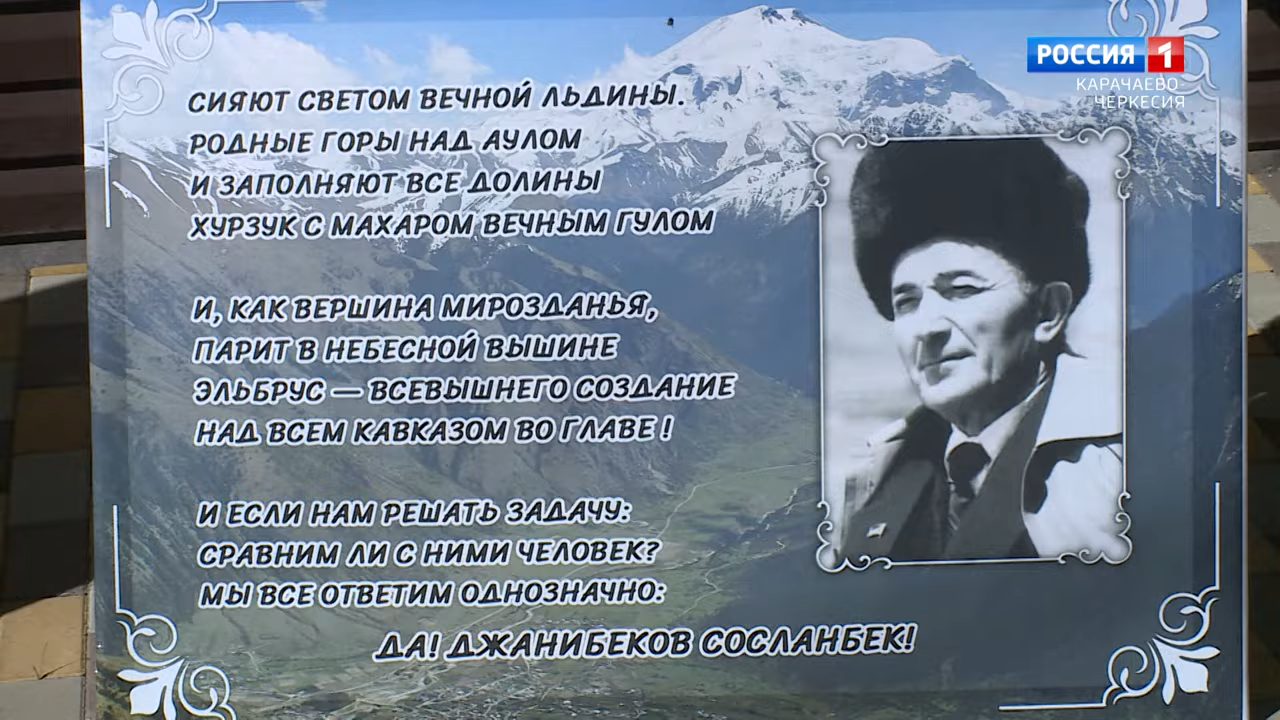 РОССИЯ 1
КАРАЧАЕВО-
ЧЕРКЕСИЯ
СИЯЮТ СВЕТОМ ВЕЧНОЙ ЛЬДИНЫ.
РОДНЫЕ ГОРЫ НАД АУЛОМ
И ЗАПОЛНЯЮТ ВСЕ ДОЛИНЫ
ХУРЗУК С МАХАРОМ ВЕЧНЫМ ГУЛОМ
И, КАК ВЕРШИНА МИРОЗДАНЬЯ,
ПАРИТ В НЕБЕСНОЙ ВЫШИНЕ
ЭЛЬБРУС — ВСЕВЫШНЕГО СОЗДАНИЕ
НАД ВСЕМ КАВКАЗОМ ВО ГЛАВЕ !
И ЕСЛИ НАМ РЕШАТЬ ЗАДАЧУ:
СРАВНИМ ЛИ С НИМИ ЧЕЛОВЕК?
МЫ ВСЕ ОТВЕТИМ ОДНОЗНАЧНО:
ДА! ДЖАНИБЕКОВ СОСЛАНБЕК!